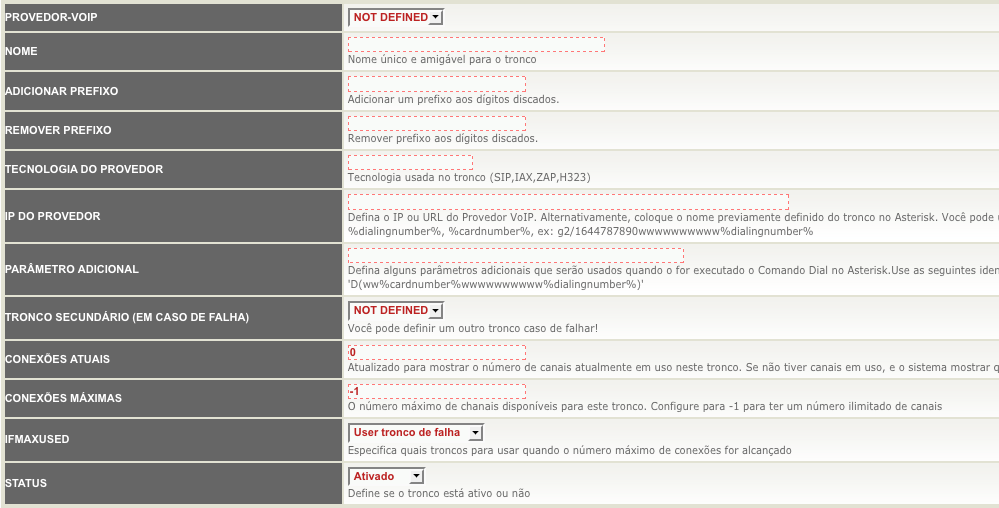 PROVEDOR-VOIP NOT DEFINED
NOME
Nome único e amigável para o tronco
ADICIONAR PREFIXO
Adicionar um prefixo aos dígitos discados.
REMOVER PREFIXO
Remover prefixo aos digitos discados.
TECNOLOGIA DO PROVEDOR
Tecnologia usada no tronco (SIP,IAX,ZAP,H323)
IP DO PROVEDOR
Defina o IP ou URL do Provedor VoIP. Alternativamente, coloque o nome previamente definido do tronco no Asterisk. Você pode
%dialingnumber%, %cardnumber%, ex: g2/1644787890wwwwwwwwww%dialingnumber%
PARÂMETRO ADICIONAL
Defina alguns parâmetros adicionais que serão usados quando o for executado o Comando Dial no Asterisk.Use as seguintes iden
'D(ww%cardnumber%wwwwwwwwww%dialingnumber%)'
TRONCO SECUNDÁRIO (EM CASO DE FALHA) NOT DEFINED
Você pode definir um outro tronco caso de falhar!
CONEXÕES ATUAIS 0
Atualizado para mostrar o número de canais atualmente em uso neste tronco. Se não tiver canais em uso, e o sistema mostrar q
CONEXÕES MÁXIMAS -1
O número máximo de chanais disponíveis para este tronco. Configure para -1 para ter um número ilimitado de canais
IFMAXUSED User tronco de falha
Especifica quais troncos para usar quando o número máximo de conexões for alcançado
STATUS Ativado
Define se o tronco está ativo ou não